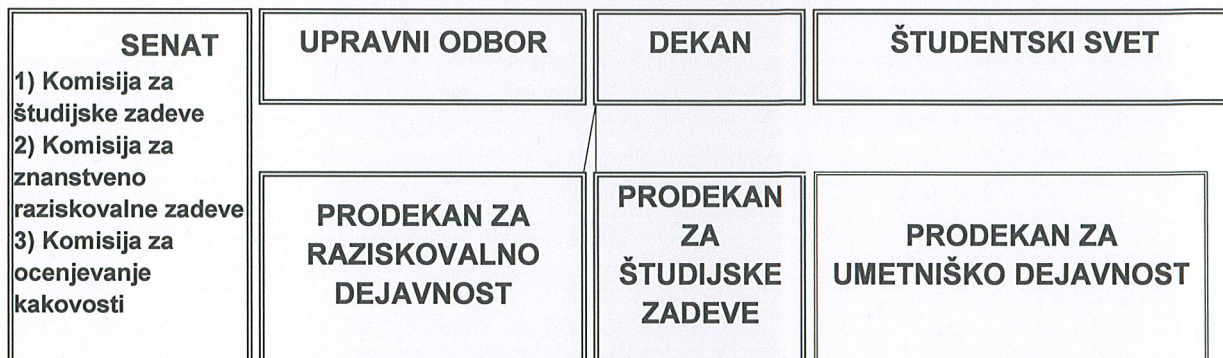 SENAT
1) Komisija za
študijske zadeve
2) Komisija za
znanstveno
raziskovalne zadeve
3) Komisija za
ocenjevanje
kakovosti
UPRAVNI ODBOR
DEKAN
ŠTUDENTSKI SVET
PRODEKAN ZA
RAZISKOVALNO
DEJAVNOST
PRODEKAN
ZA
ŠTUDIJSKE
ZADEVE
PRODEKAN ZA
UMETNIŠKO DEJAVNOST